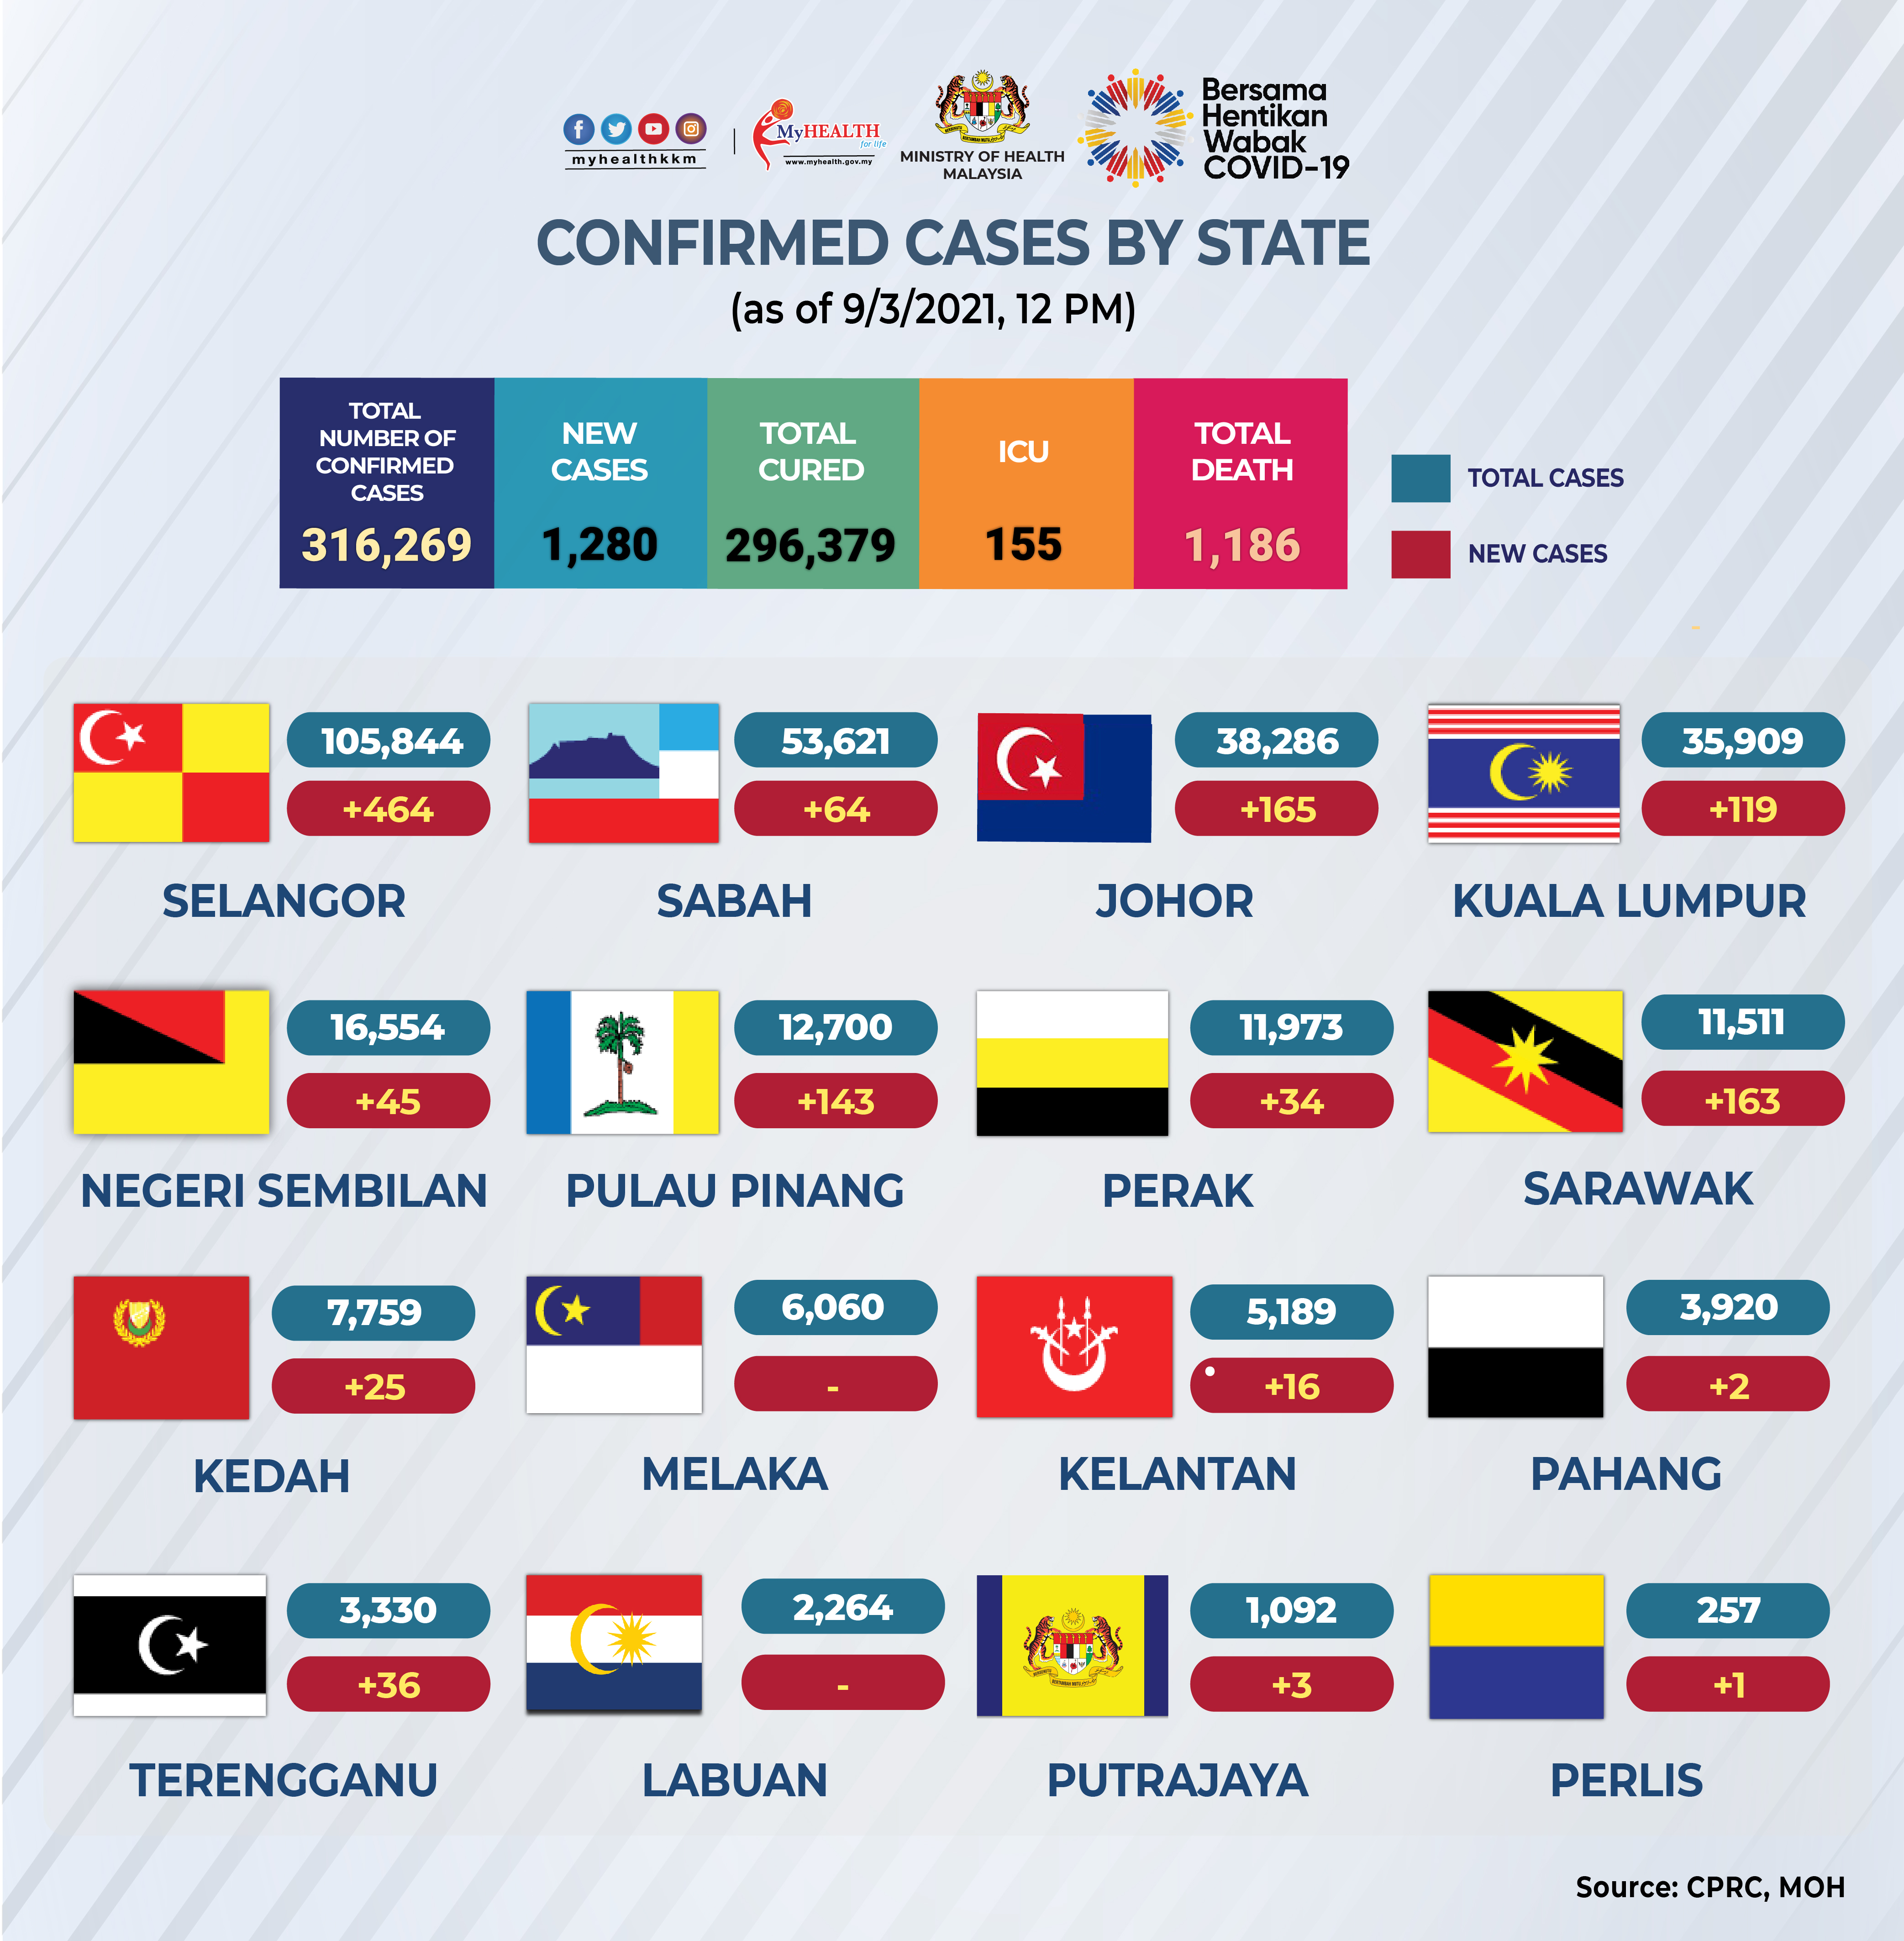 myhealthkkm
MyHEALTH
for life
www.myhealth.gov.my
MINISTRY OF HEALTH
MALAYSIA
Bersama
Hentikan
Wabak
COVID-19
CONFIRMED CASES BY STATE
(as of 9/3/2021, 12 PM)
TOTAL
NUMBER OF
CONFIRMED
CASES
316,269
NEW
CASES
1,280
TOTAL
CURED
296,379
ICU
155
TOTAL
DEATH
1,186
TOTAL CASES
NEW CASES
105,844
+464
SELANGOR
53,621
+64
SABAH
38,286
+165
JOHOR
35,909
+119
KUALA LUMPUR
16,554
+45
NEGERI SEMBILAN
12,700
+143
PULAU PINANG
11,973
+34
PERAK
11,511
+163
SARAWAK
7,759
+25
KEDAH
6,060
-
MELAKA
5,189
+16
KELANTAN
3,920
+2
PAHANG
3,330
+36
TERENGGANU
2,264
-
LABUAN
1,092
+3
PUTRAJAYA
257
+1
PERLIS
Source: CPRC, MOH